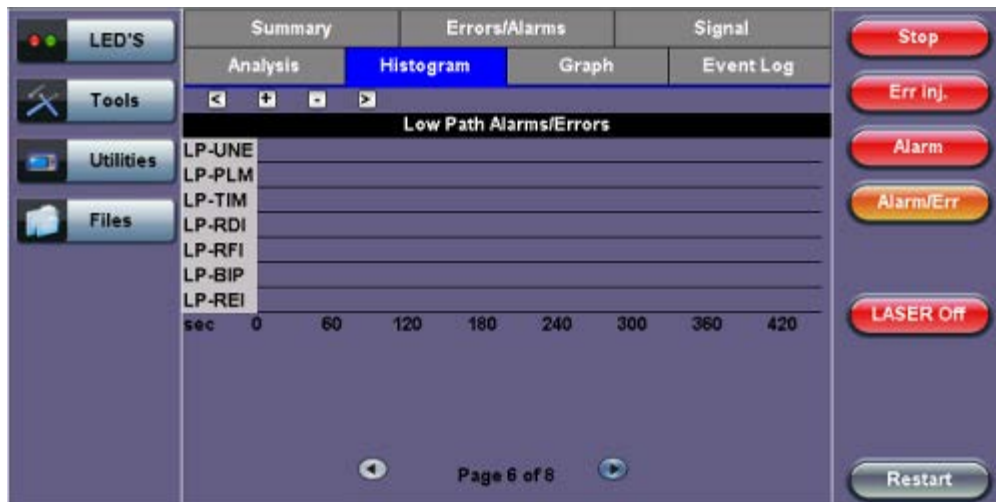 LED'S
Tools
Utilities
Files
Summary Errors/Alarms Signal
Analysis Histogram Graph Event Log
< + - >
Low Path Alarms/Errors
LP-UNE
LP-PLM
LP-TIM
LP-RDI
LP-RFI
LP-BIP
LP-REI
sec 0 60 120 180 240 300 360 420
Page 6 of 8
Stop
Err Inj.
Alarm
Alarm/Err
LASER Off
Restart